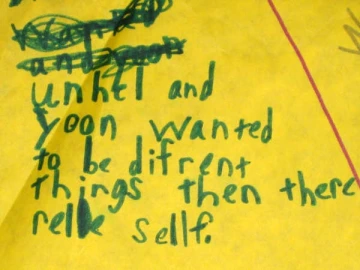 unhel and
yoon wanted
to be difrent
things then there
relle sellf.